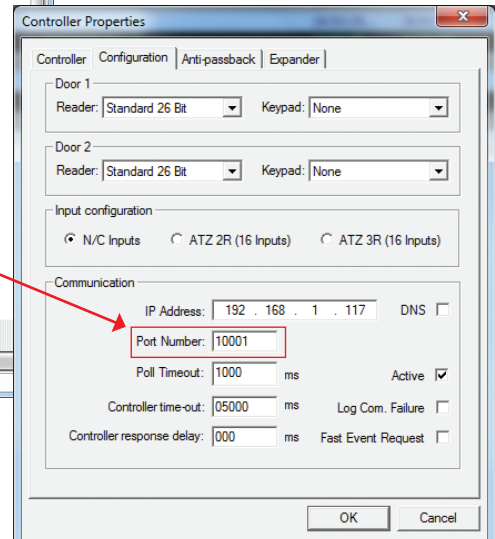 Controller Properties
Controller Configuration Anti-passback Expander
Door 1
Reader: Standard 26 Bit Keypad: None
Door 2
Reader: Standard 26 Bit Keypad: None
Input configuration
N/C Inputs ATZ 2R (16 Inputs) ATZ 3R (16 Inputs)
Communication
IP Address: 192 . 168 . 1 . 117 DNS
Port Number: 10001
Poll Timeout: 1000 ms Active
Controller time-out: 05000 ms Log Com. Failure
Controller response delay: 000 ms Fast Event Request
OK Cancel